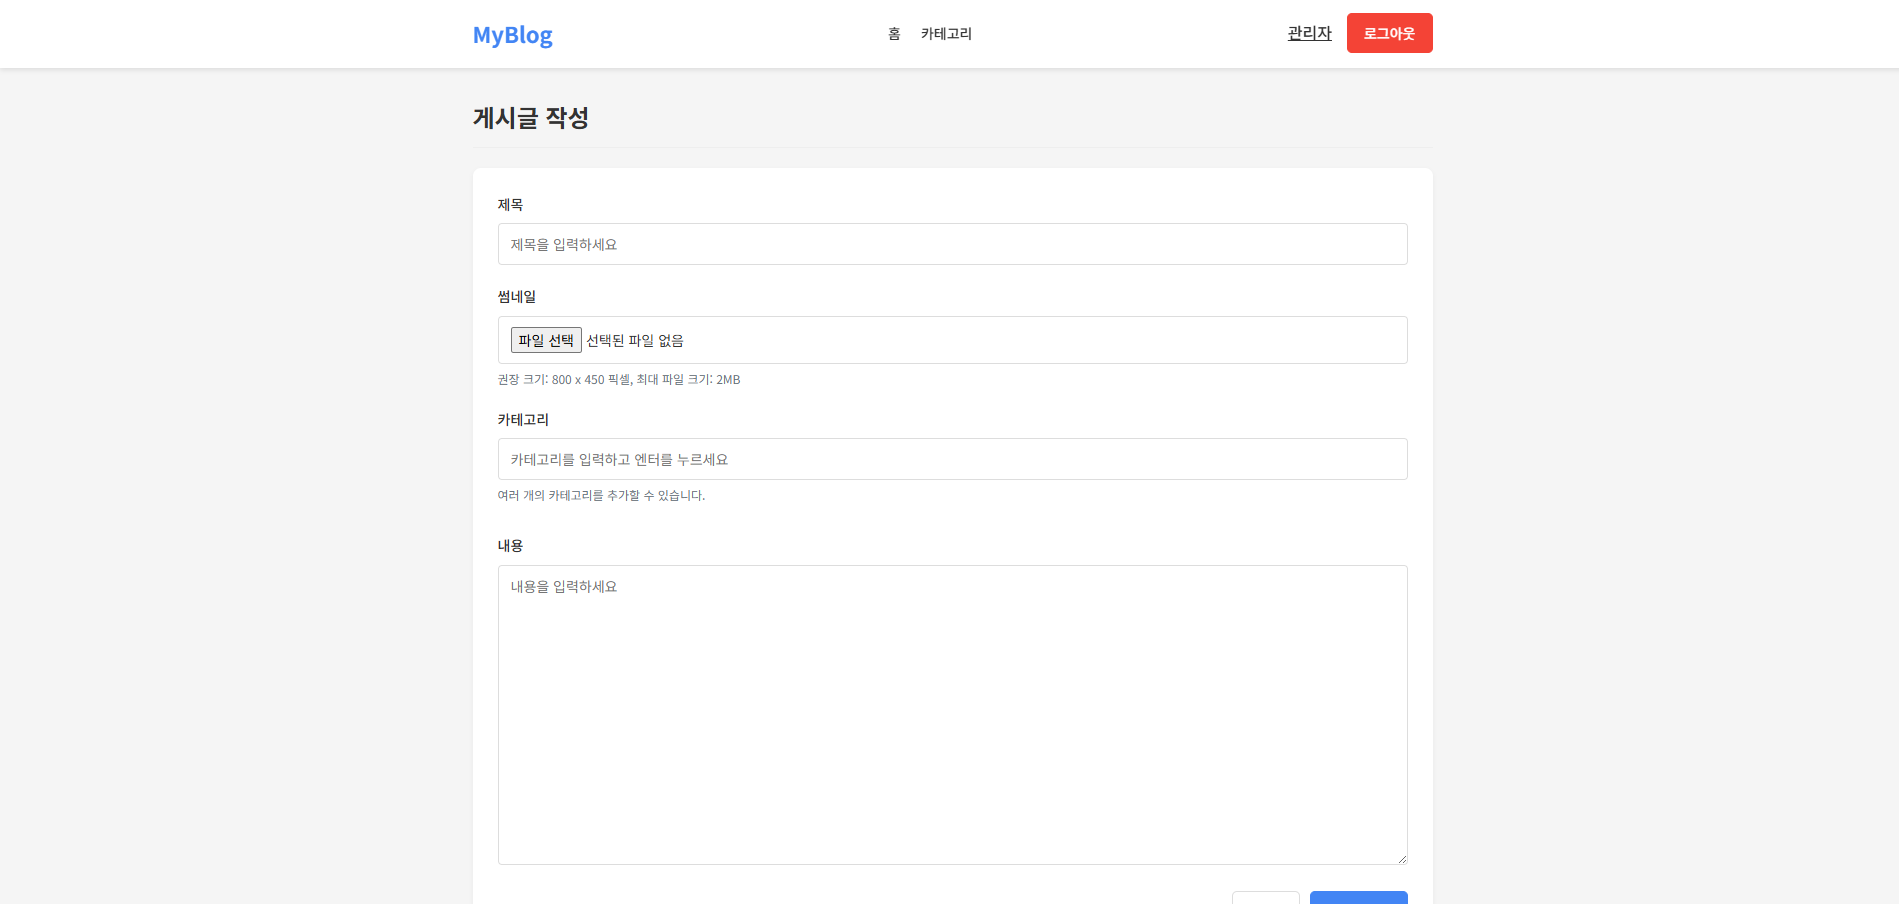 MyBlog
홈 카테고리
관리자 로그아웃
게시글 작성
제목
제목을 입력하세요
썸네일
파일 선택 선택된 파일 없음
권장 크기: 800 x 450 픽셀, 최대 파일 크기: 2MB
카테고리
카테고리를 입력하고 엔터를 누르세요
여러 개의 카테고리를 추가할 수 있습니다.
내용
내용을 입력하세요